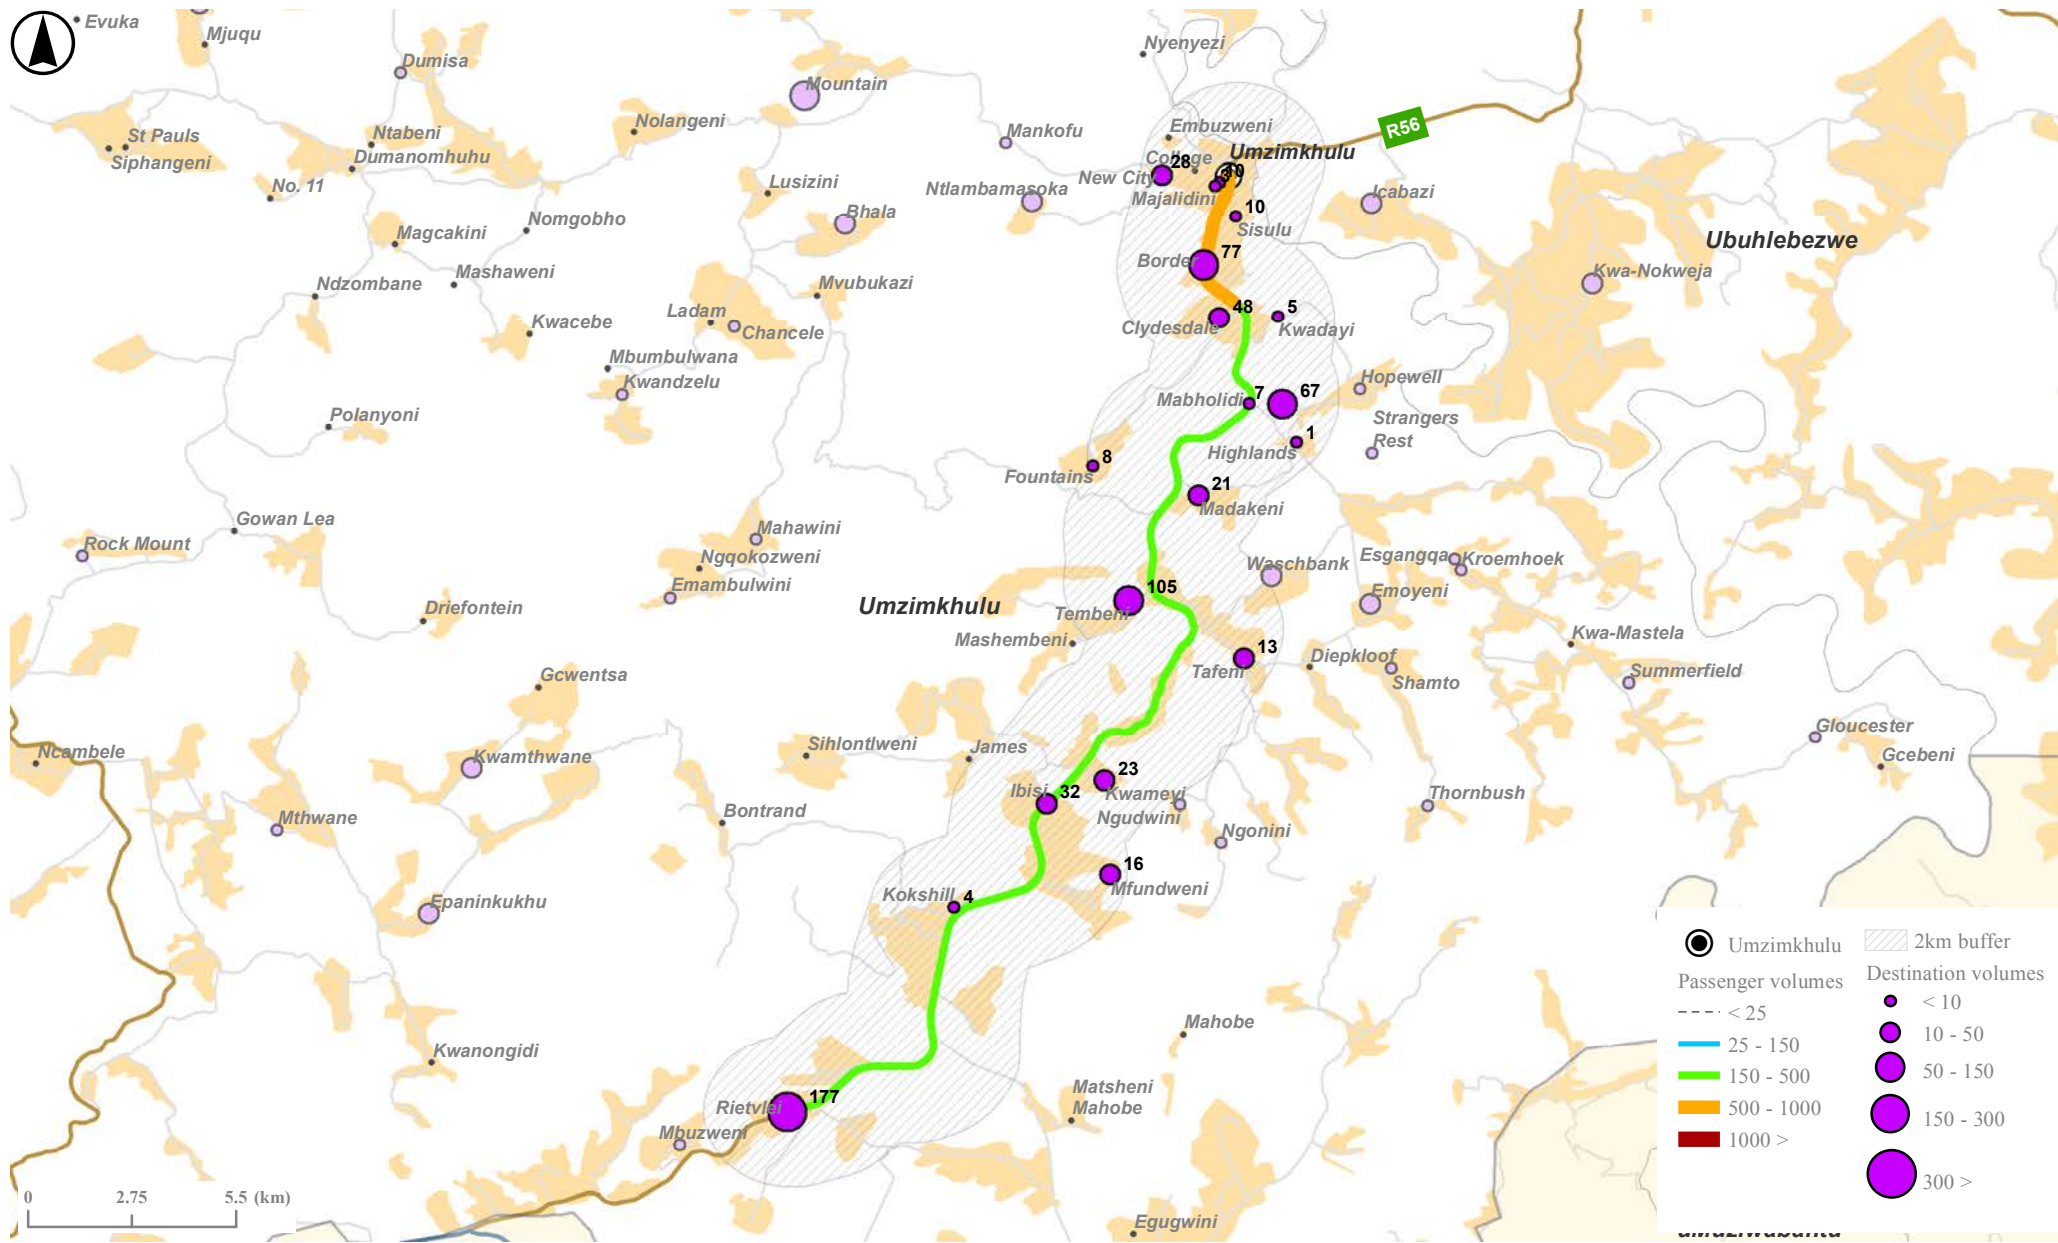 Evuka
Mjuqu
Nyenyezi
Dumisa
Mountain
R56
Nolangeni
Mankofu
Embuzweni
St Pauls
Ntabeni
College
Umzimkhulu
Siphangeni
Dumanomhuhu
28
New City
No. 11
Lusizini
Ntlambamasoka
Majalidini
Icabazi
Bhala
10
Nomgobho
Sisulu
Magcakini
Ubuhlebezwe
77
Border
Mashaweni
Kwa-Nokweja
Ndzombane
Mvubukazi
Ladam
48
5
Kwacebe
Chancele
Clydesdale
Kwadayi
Mbumbulwana
Kwandzelu
Hopewell
7
67
Mabholidi
Polanyoni
Strangers
Rest
1
Highlands
8
Fountains
21
Madakeni
Gowan Lea
Mahawini
Rock Mount
Ngqokozweni
Waschbank
Esgangqa
Kroemhoek
Emambulwini
105
Emoyeni
Driefontein
Umzimkhulu
Tembeni
Mashembeni
Kwa-Mastela
13
Diepkloof
Gcwentsa
Tafeni
Shamto
Summerfield
Gloucester
Ncambele
Kwamthwane
Sihlontlweni
James
Gcebeni
23
Ibisi
32
Kwameyi
Thornbush
Mthwane
Bontrand
Ngudwini
Ngonini
16
Mfundweni
Epaninkukhu
Kokshill
4
Mahobe
Kwanongidi
Matsheni
Mahobe
177
Rietvlei
Mbuzweni
Egugwini
0
2.75
5.5 (km)
Umzimkhulu
2km buffer
Passenger volumes
Destination volumes
< 25
< 10
25 - 150
10 - 50
150 - 500
50 - 150
500 - 1000
150 - 300
1000 >
300 >